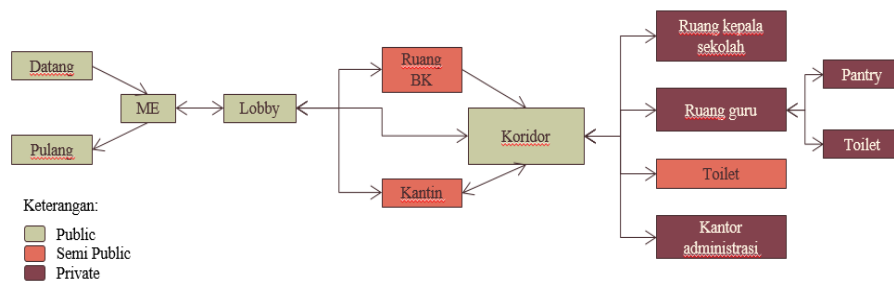 Datang
Pulang
ME
Lobby
Ruang
BK
Kantin
Koridor
Ruang kepala
sekolah
Ruang guru
Toilet
Kantor
administrasi
Pantry
Toilet
Keterangan:
Public
Semi Public
Private